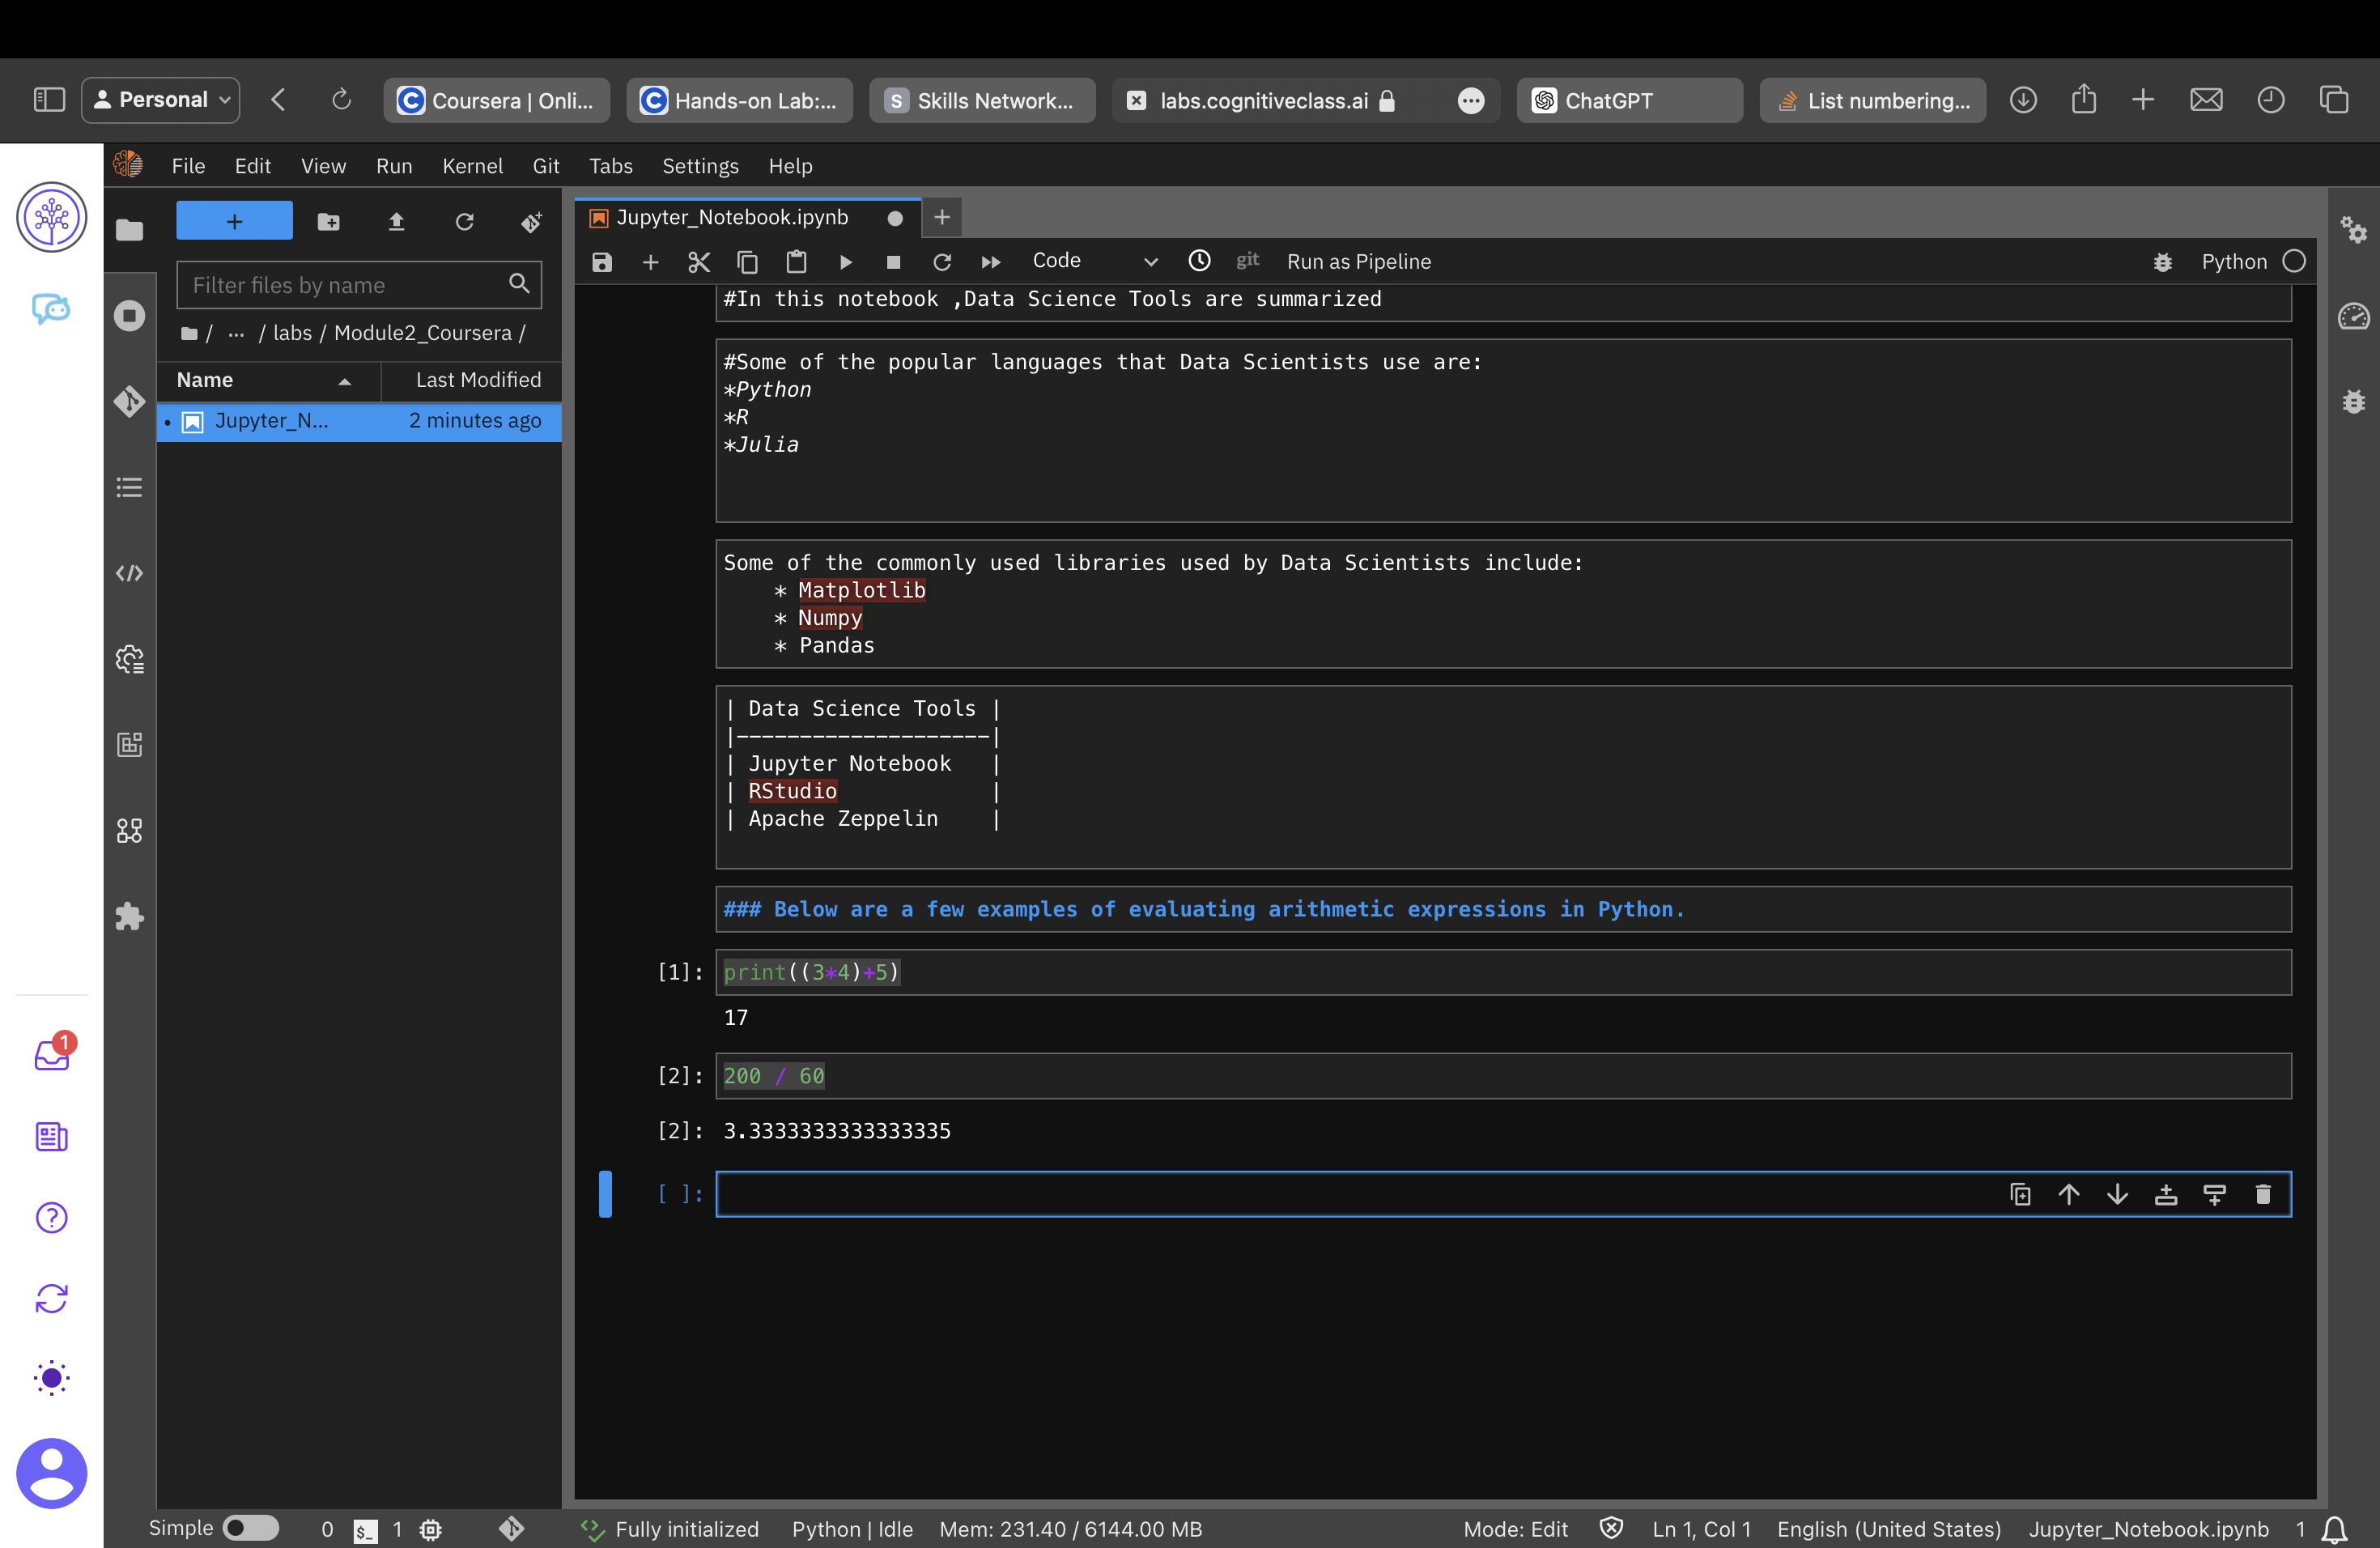 Personal
Coursera | Onli...
Hands-on Lab:...
S Skills Network...
labs.cognitiveclass.ai
ChatGPT
List numbering...
File Edit View Run Kernel Git Tabs Settings Help
+
Filter files by name
/ ... / labs / Module2_Coursera /
Name Last Modified
Jupyter_N... 2 minutes ago
1
Jupyter_Notebook.ipynb
Code git Run as Pipeline Python
#In this notebook ,Data Science Tools are summarized
#Some of the popular languages that Data Scientists use are:
*Python
*R
*Julia
Some of the commonly used libraries used by Data Scientists include:
* Matplotlib
* Numpy
* Pandas
| Data Science Tools |
|--------------------|
| Jupyter Notebook |
| RStudio |
| Apache Zeppelin |
### Below are a few examples of evaluating arithmetic expressions in Python.
[1]: print((3*4)+5)
17
[2]: 200 / 60
[2]: 3.3333333333333335
[ ]:
Simple 0 $_ 1 Fully initialized Python | Idle Mem: 231.40 / 6144.00 MB Mode: Edit Ln 1, Col 1 English (United States) Jupyter_Notebook.ipynb 1